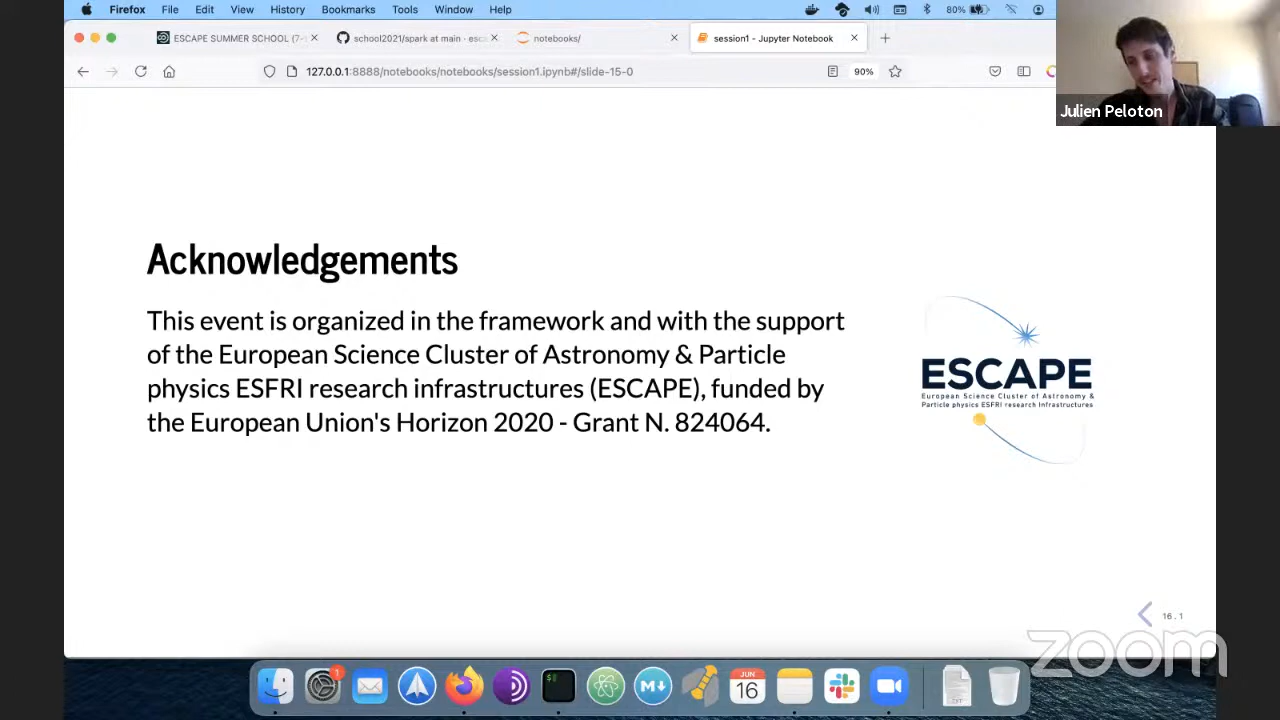 Firefox File Edit View History Bookmarks Tools Window Help
80%
ESCAPE SUMMER SCHOOL (7-
school2021/spark at main · esc
notebooks/
session1 - Jupyter Notebook
127.0.0.1:8888/notebooks/notebooks/session1.ipynb#/slide-15-0
90%
Julien Peloton
Acknowledgements
This event is organized in the framework and with the support
of the European Science Cluster of Astronomy & Particle
physics ESFRI research infrastructures (ESCAPE), funded by
the European Union's Horizon 2020 - Grant N. 824064.
ESCAPE
European Science Cluster of Astronomy &
Particle physics ESFRI research Infrastructures
16.1
zoom
1
$
M
JUN
16
TXT